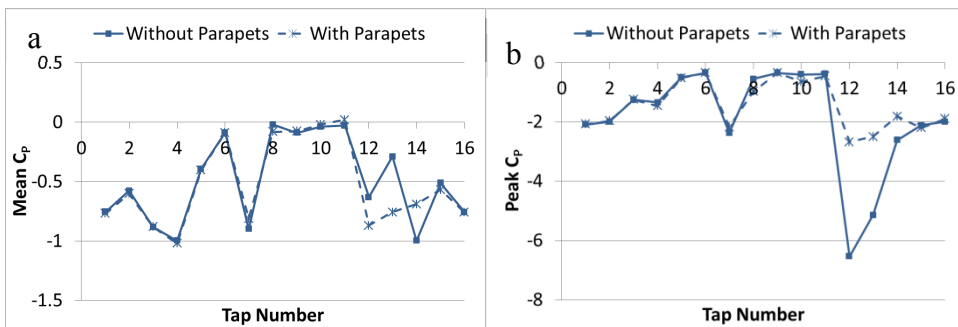 a
Without Parapets
With Parapets
0.5
0
-0.5
-1
-1.5
0 2 4 6 8 10 12 14 16
Mean CP
Tap Number
b
Without Parapets
With Parapets
0
-2
-4
-6
-8
0 2 4 6 8 10 12 14 16
Peak CP
Tap Number